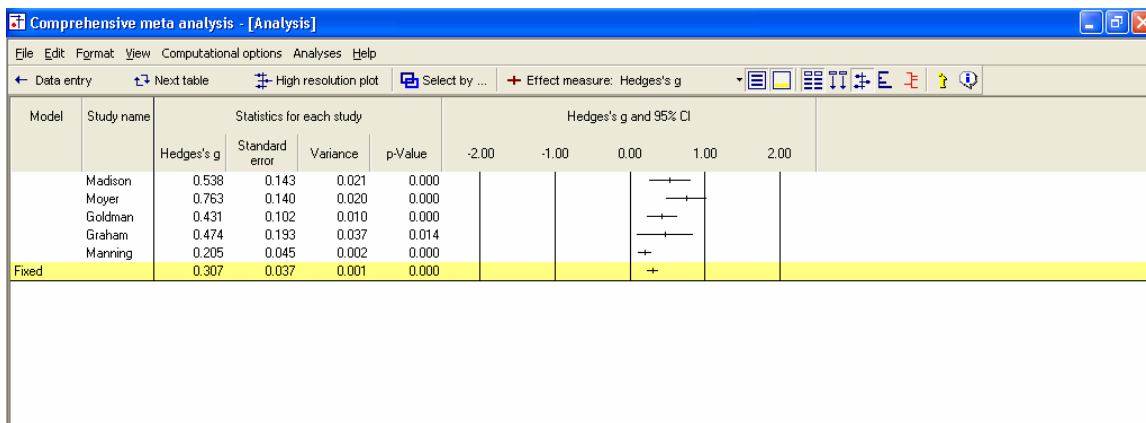 Comprehensive meta analysis - [Analysis]
File Edit Format View Computational options Analyses Help
Data entry Next table High resolution plot Select by ... Effect measure: Hedges's g
Model Study name Statistics for each study Hedges's g and 95% CI
Hedges's g Standard error Variance p-Value -2.00 -1.00 0.00 1.00 2.00
Madison 0.538 0.143 0.021 0.000
Moyer 0.763 0.140 0.020 0.000
Goldman 0.431 0.102 0.010 0.000
Graham 0.474 0.193 0.037 0.014
Manning 0.205 0.045 0.002 0.000
Fixed 0.307 0.037 0.001 0.000